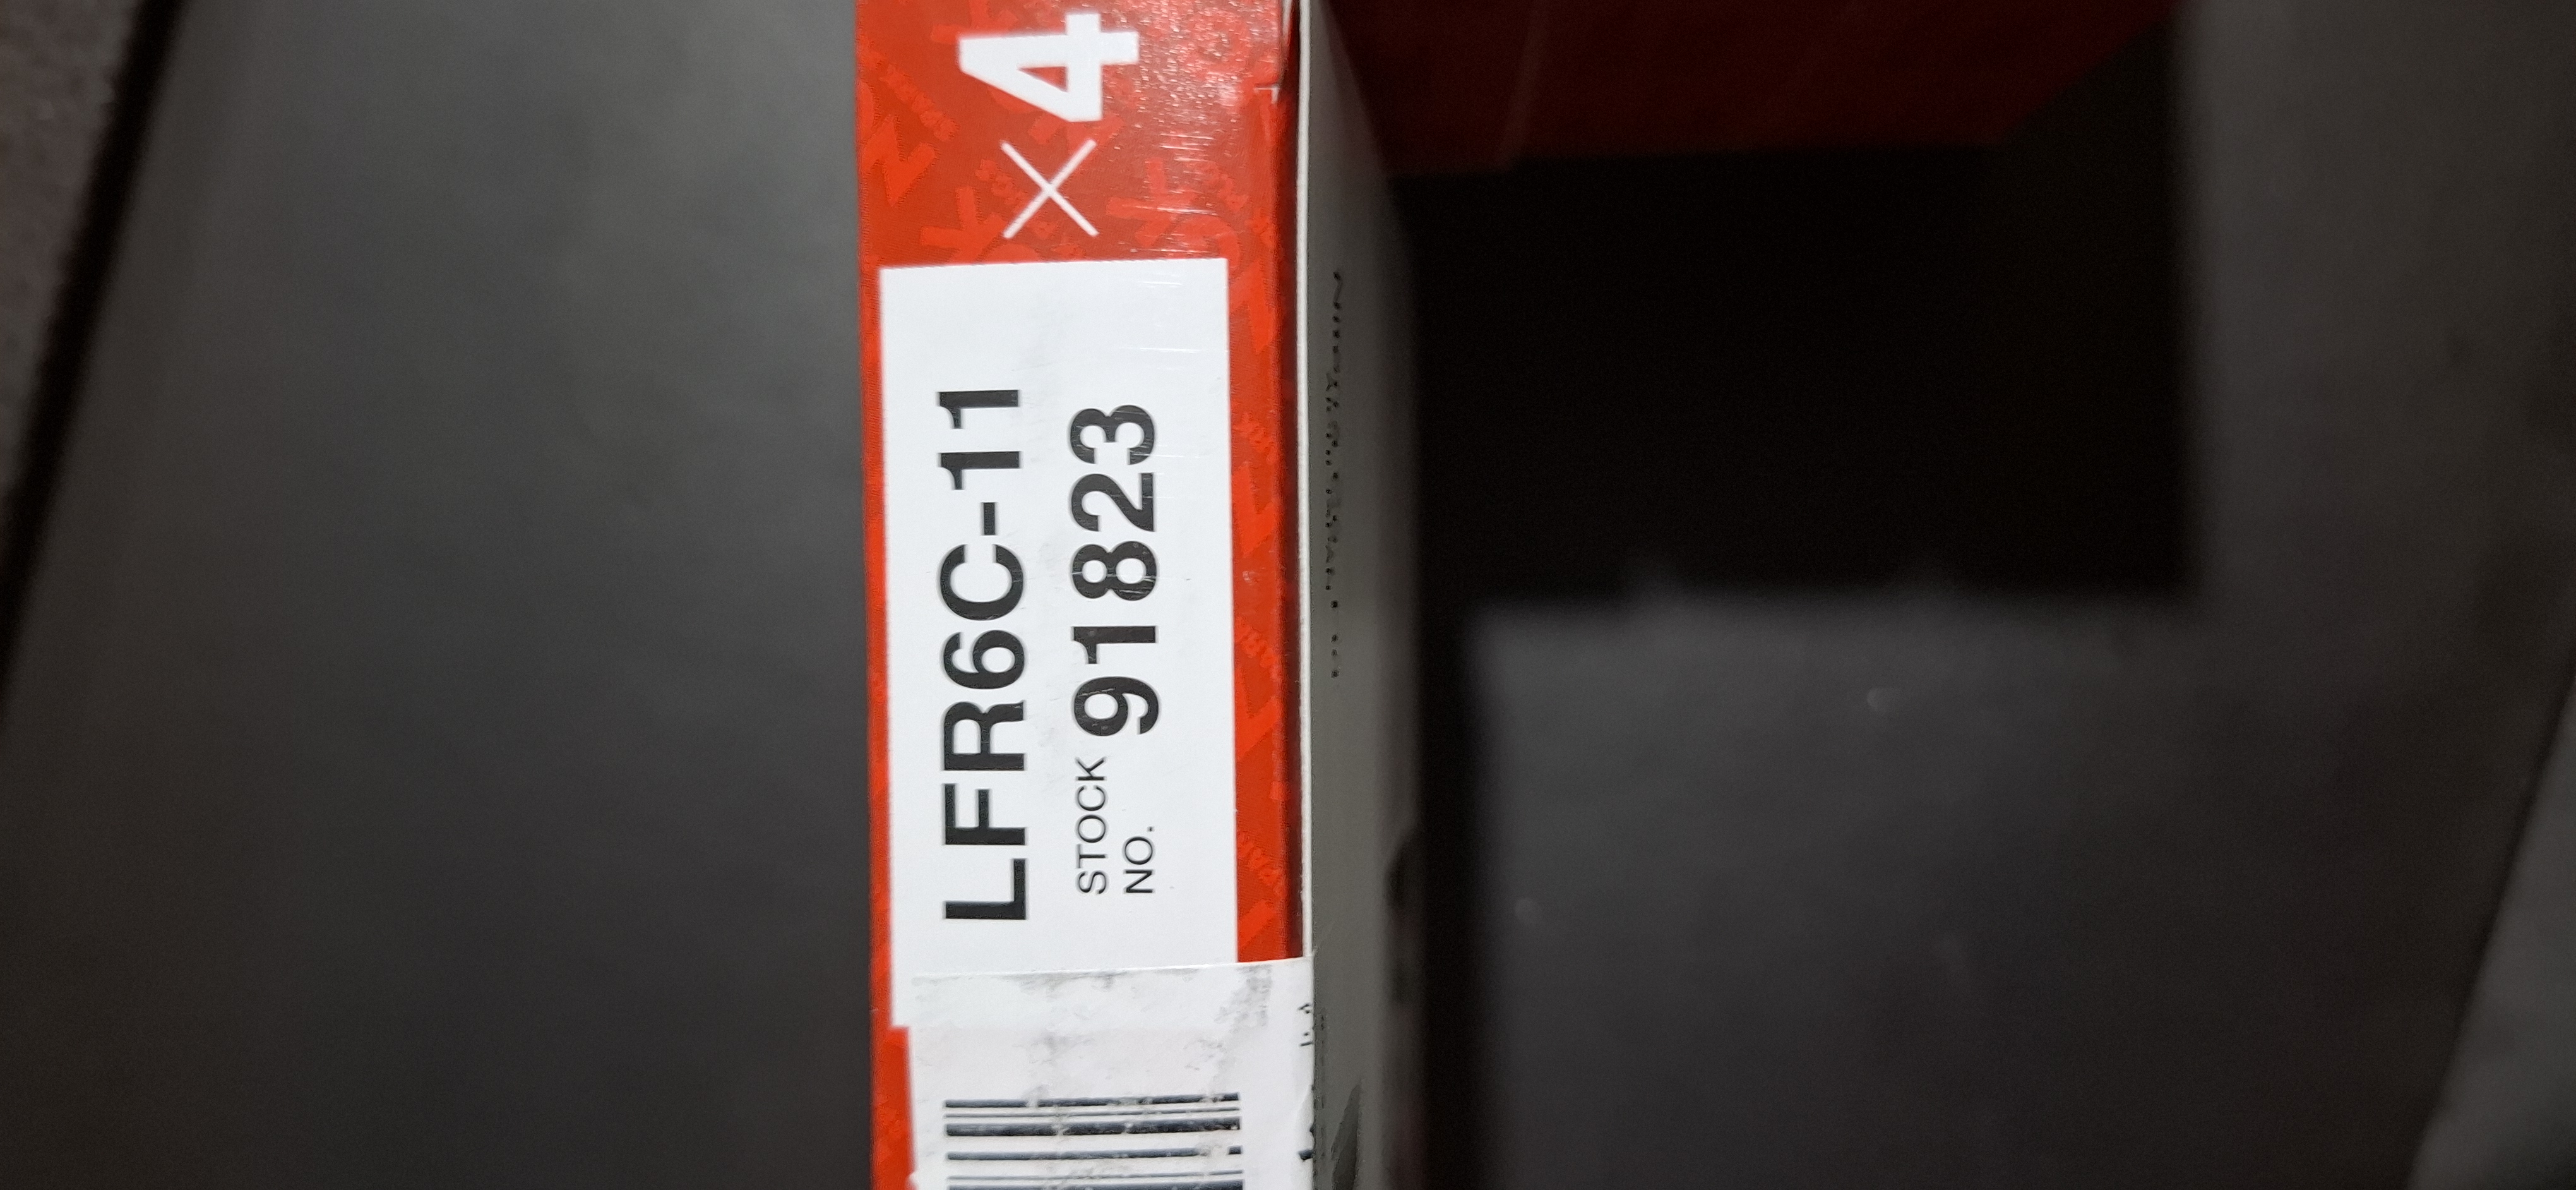 LFR6C-11
STOCK
NO. 91823
× 4